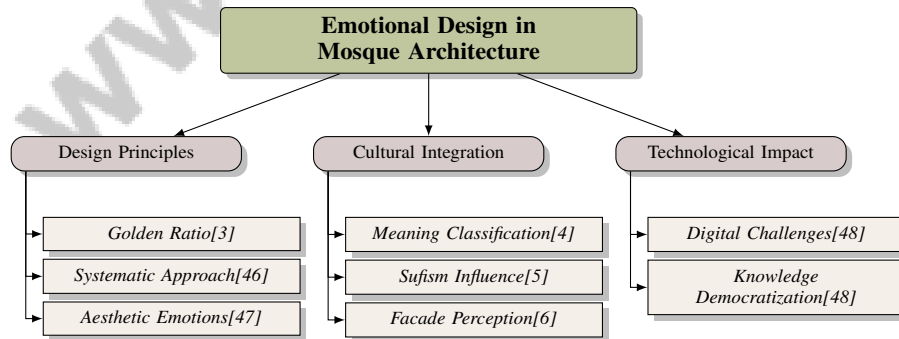 Emotional Design in
Mosque Architecture
Design Principles
Cultural Integration
Technological Impact
Golden Ratio[3]
Systematic Approach[46]
Aesthetic Emotions[47]
Meaning Classification[4]
Sufism Influence[5]
Facade Perception[6]
Digital Challenges[48]
Knowledge
Democratization[48]